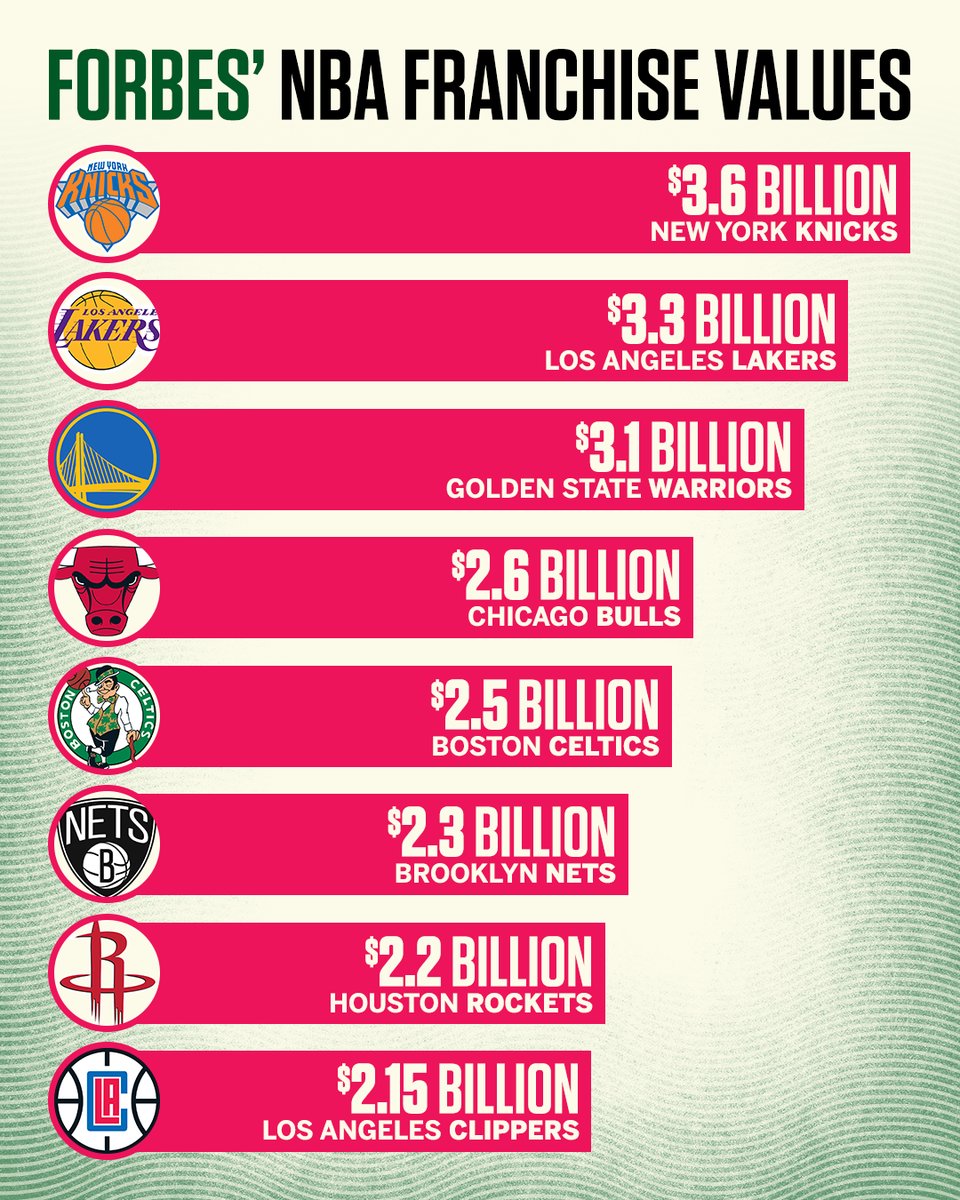 FORBES' NBA FRANCHISE VALUES
NEW YORK
KNICKS
$3.6 BILLION
NEW YORK KNICKS
LOS ANGELES
LAKERS
$3.3 BILLION
LOS ANGELES LAKERS
$3.1 BILLION
GOLDEN STATE WARRIORS
$2.6 BILLION
CHICAGO BULLS
BOSTON CELTICS
$2.5 BILLION
BOSTON CELTICS
NETS
B
$2.3 BILLION
BROOKLYN NETS
R
$2.2 BILLION
HOUSTON ROCKETS
LAC
$2.15 BILLION
LOS ANGELES CLIPPERS